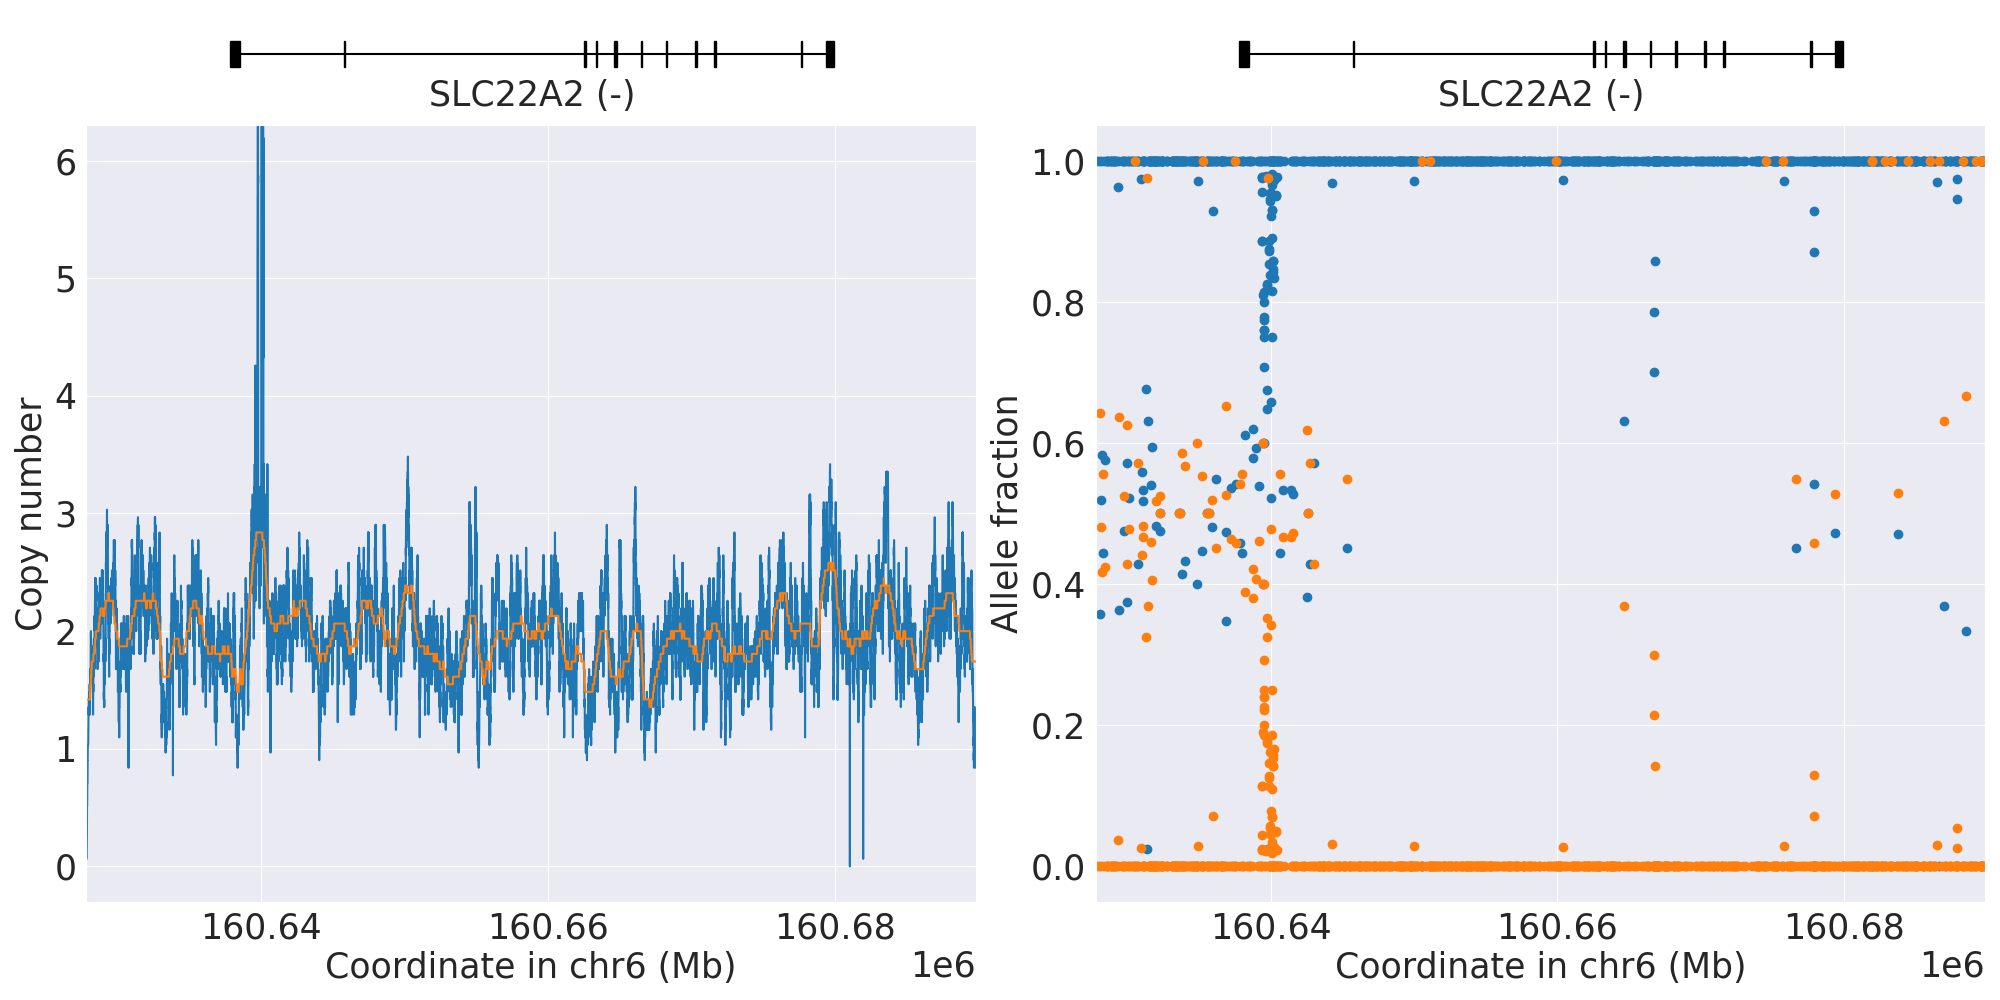 SLC22A2 (-)
6
5
4
3
2
1
0
Copy number
160.64 160.66 160.68
Coordinate in chr6 (Mb) 1e6
SLC22A2 (-)
1.0
0.8
0.6
0.4
0.2
0.0
Allele fraction
160.64 160.66 160.68
Coordinate in chr6 (Mb) 1e6